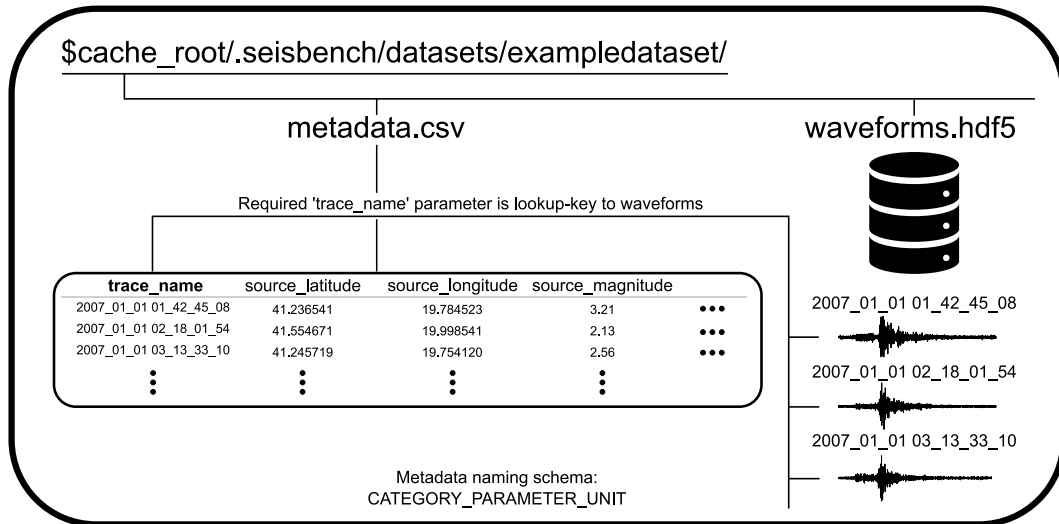 $cache_root/.seisbench/datasets/exampledataset/
metadata.csv
waveforms.hdf5
Required 'trace_name' parameter is lookup-key to waveforms
trace_name source_latitude source_longitude source_magnitude
2007_01_01 01_42_45_08 41.236541 19.784523 3.21 •••
2007_01_01 02_18_01_54 41.554671 19.998541 2.13 •••
2007_01_01 03_13_33_10 41.245719 19.754120 2.56 •••
2007_01_01 01_42_45_08
2007_01_01 02_18_01_54
2007_01_01 03_13_33_10
Metadata naming schema:
CATEGORY_PARAMETER_UNIT